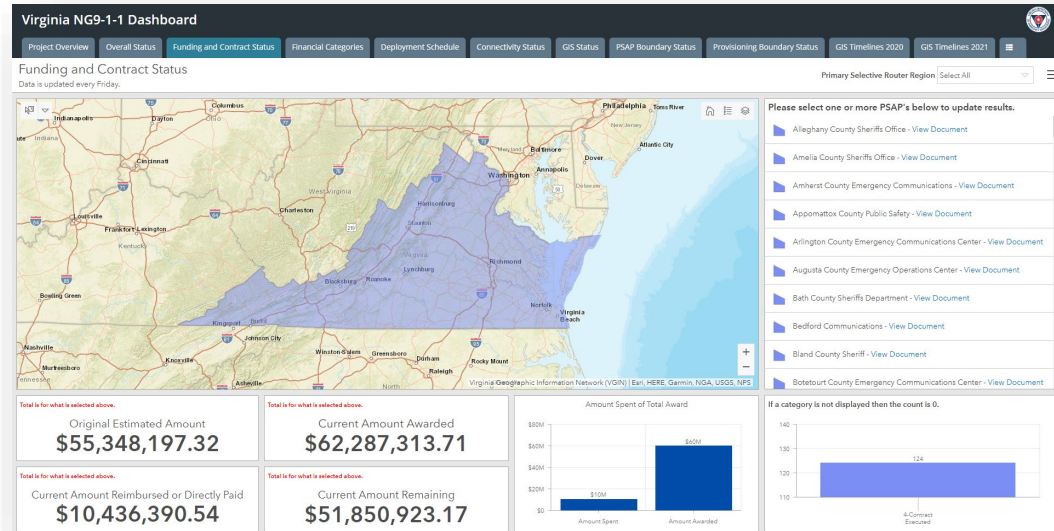 Virginia NG9-1-1 Dashboard
Project Overview
Overall Status
Funding and Contract Status
Financial Categories
Deployment Schedule
Connectivity Status
GIS Status
PSAP Boundary Status
Provisioning Boundary Status
GIS Timelines 2020
GIS Timelines 2021
Funding and Contract Status
Data is updated every Friday.
Primary Selective Router Region Select All
Indianapolis
Dayton
Columbus
Ohio
Indiana
Cincinnati
Louisville
Frankfort Lexington
Kentucky
Bowling Green
Nashville
Murfreesboro
Tennessee
Knoxville
Asheville
Kingsport
Bristol
Johnson City
Winston-Salem
Greensboro
Durham
Raleigh
North
Rocky Mount
West Virginia
Charleston
Harrisonburg
Staunton
Virginia
Richmond
Lynchburg
Blacksburg
Roanoke
Norfolk
Virginia
Beach
Washington
Annapolis
Maryland
Baltimore
Dover
Delaware
Philadelphia
Toms River
New Jersey
Atlantic City
Virginia Geographic Information Network (VGIN) | Esri, HERE, Garmin, NGA, USGS, NPS
Please select one or more PSAP's below to update results.
Alleghany County Sheriffs Office - View Document
Amelia County Sheriffs Office - View Document
Amherst County Emergency Communications - View Document
Appomattox County Public Safety - View Document
Arlington County Emergency Communications Center - View Document
Augusta County Emergency Operations Center - View Document
Bath County Sheriffs Department - View Document
Bedford Communications - View Document
Bland County Sheriff - View Document
Botetourt County Emergency Communications Center - View Document
Total is for what is selected above.
Original Estimated Amount
$55,348,197.32
Total is for what is selected above.
Current Amount Awarded
$62,287,313.71
Total is for what is selected above.
Current Amount Reimbursed or Directly Paid
$10,436,390.54
Total is for what is selected above.
Current Amount Remaining
$51,850,923.17
Amount Spent of Total Award
$80M
$60M
$40M
$20M
$0
$10M
$60M
Amount Spent
Amount Awarded
If a category is not displayed then the count is 0.
140
130
120
110
124
4-Contract
Executed